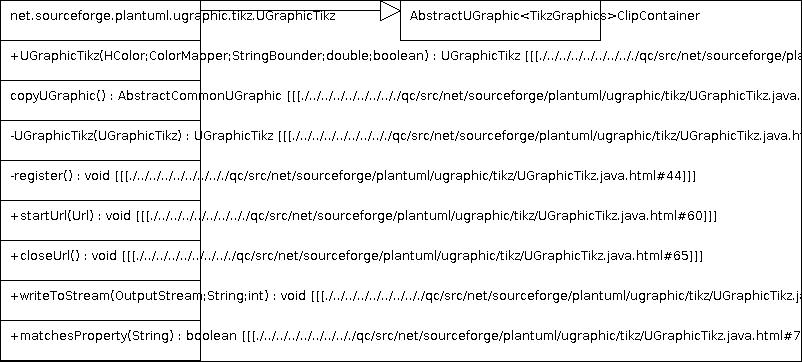 net.sourceforge.plantuml.ugraphic.tikz.UGraphicTikz
AbstractUGraphic<TikzGraphics>ClipContainer
+UGraphicTikz(HColor;ColorMapper;StringBounder;double;boolean) : UGraphicTikz [[[./../../../../../../../../qc/src/net/sourceforge/pla
copyUGraphic() : AbstractCommonUGraphic [[[./../../../../../../../../qc/src/net/sourceforge/plantuml/ugraphic/tikz/UGraphicTikz.java.
-UGraphicTikz(UGraphicTikz) : UGraphicTikz [[[./../../../../../../../../qc/src/net/sourceforge/plantuml/ugraphic/tikz/UGraphicTikz.java.ht
-register() : void [[[./../../../../../../../../qc/src/net/sourceforge/plantuml/ugraphic/tikz/UGraphicTikz.java.html#44]]]
+startUrl(Url) : void [[[./../../../../../../../../qc/src/net/sourceforge/plantuml/ugraphic/tikz/UGraphicTikz.java.html#60]]]
+closeUrl() : void [[[./../../../../../../../../qc/src/net/sourceforge/plantuml/ugraphic/tikz/UGraphicTikz.java.html#65]]]
+writeToStream(OutputStream;String;int) : void [[[./../../../../../../../../qc/src/net/sourceforge/plantuml/ugraphic/tikz/UGraphicTikz.ja
+matchesProperty(String) : boolean [[[./../../../../../../../../qc/src/net/sourceforge/plantuml/ugraphic/tikz/UGraphicTikz.java.html#7